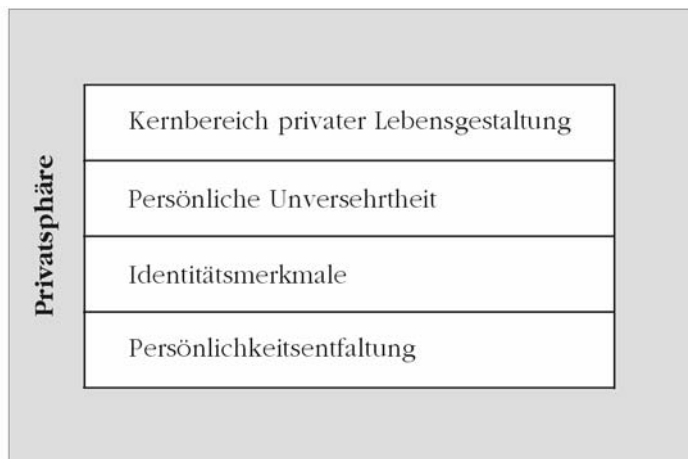 Privatsphäre
Kernbereich privater Lebensgestaltung
Persönliche Unversehrtheit
Identitätsmerkmale
Persönlichkeitsentfaltung